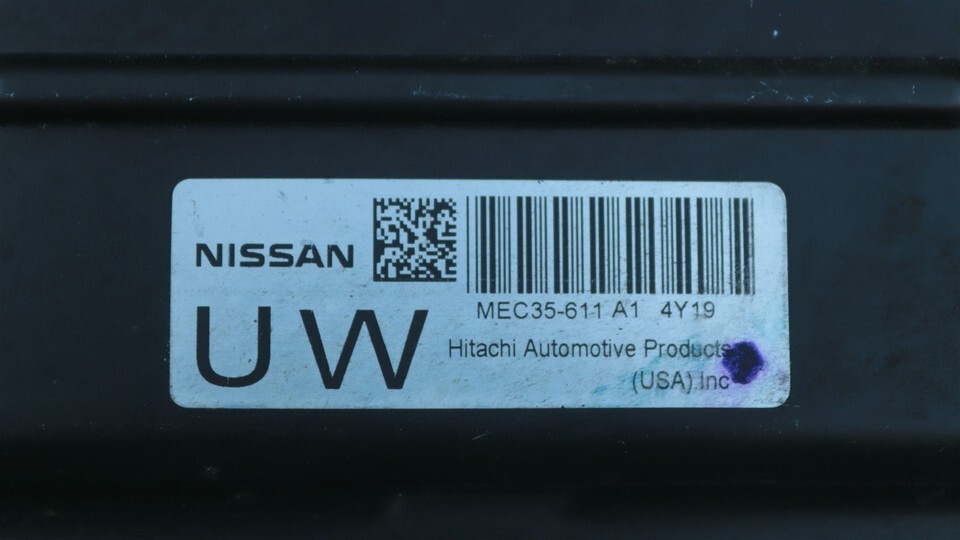 NISSAN
UW
MEC35-611 A1 4Y19
Hitachi Automotive Products
(USA).Inc